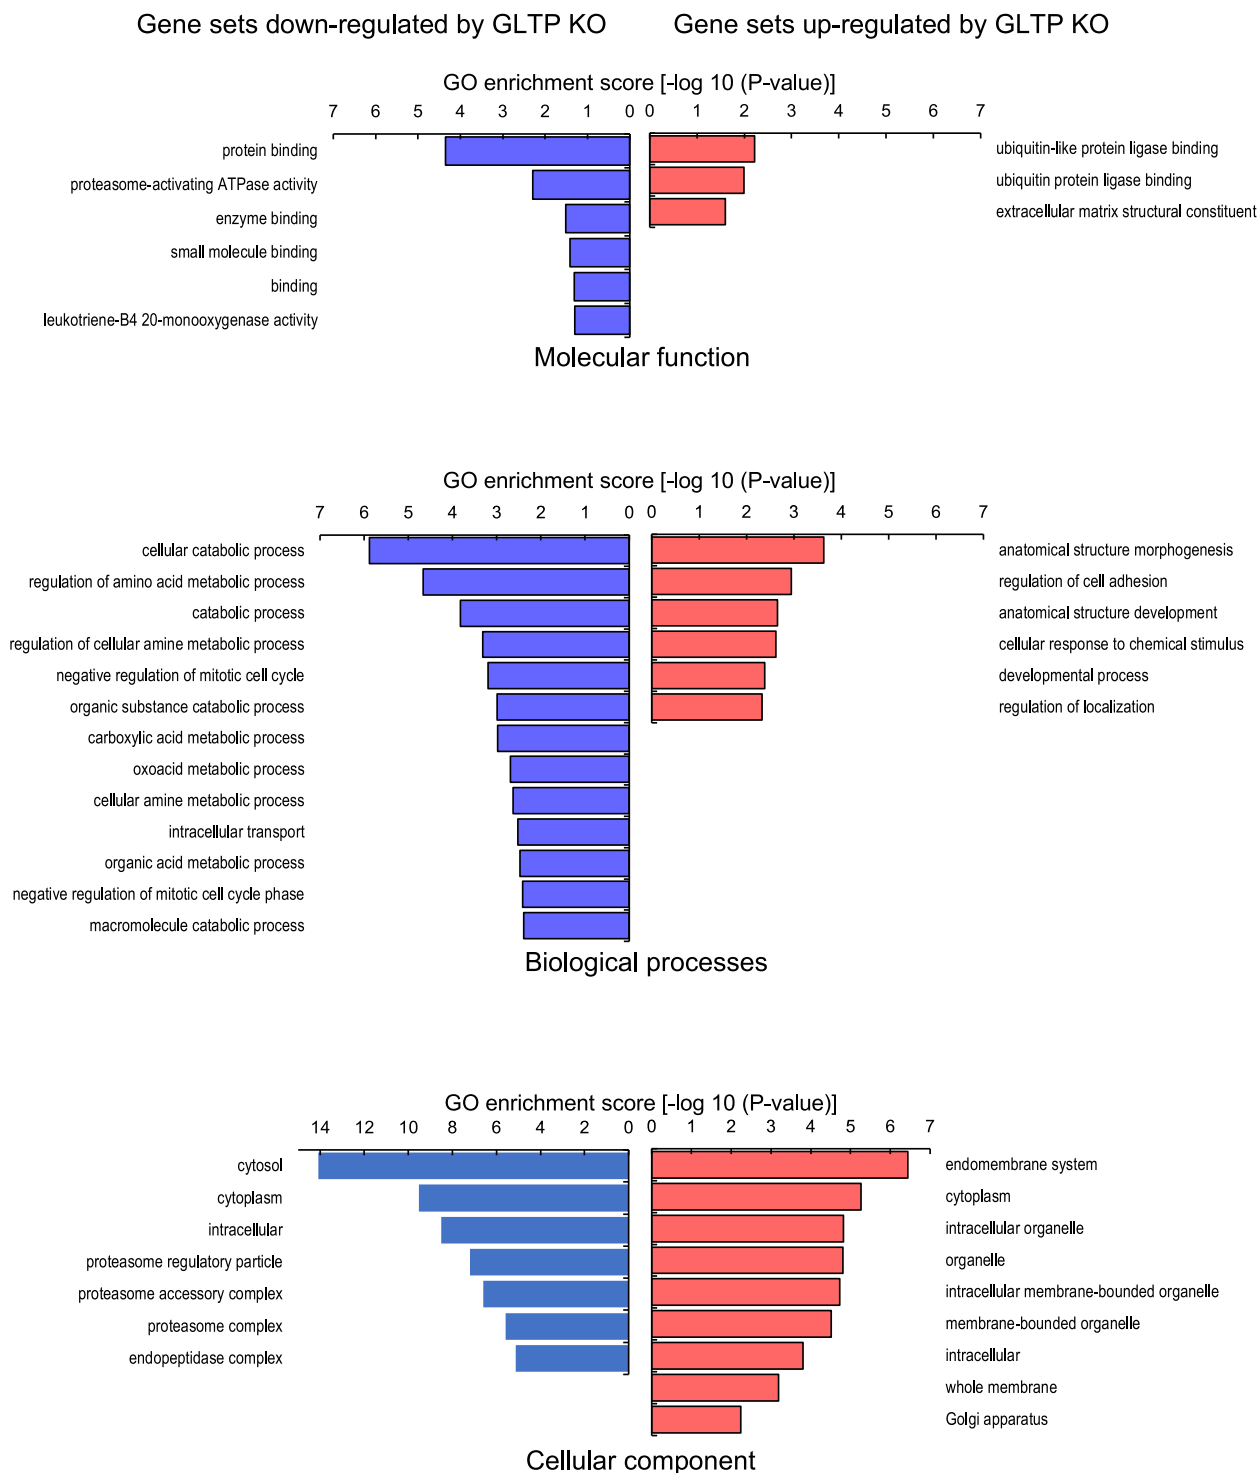 Gene sets down-regulated by GLTP KO
Gene sets up-regulated by GLTP KO
GO enrichment score [-log 10 (P-value)]
7 6 5 4 3 2 1 0
0 1 2 3 4 5 6 7
protein binding
proteasome-activating ATPase activity
enzyme binding
small molecule binding
binding
leukotriene-B4 20-monooxygenase activity
ubiquitin-like protein ligase binding
ubiquitin protein ligase binding
extracellular matrix structural constituent
Molecular function
GO enrichment score [-log 10 (P-value)]
7 6 5 4 3 2 1 0
0 1 2 3 4 5 6 7
cellular catabolic process
regulation of amino acid metabolic process
catabolic process
regulation of cellular amine metabolic process
negative regulation of mitotic cell cycle
organic substance catabolic process
carboxylic acid metabolic process
oxoacid metabolic process
cellular amine metabolic process
intracellular transport
organic acid metabolic process
negative regulation of mitotic cell cycle phase
macromolecule catabolic process
anatomical structure morphogenesis
regulation of cell adhesion
anatomical structure development
cellular response to chemical stimulus
developmental process
regulation of localization
Biological processes
GO enrichment score [-log 10 (P-value)]
14 12 10 8 6 4 2 0
0 1 2 3 4 5 6 7
cytosol
cytoplasm
intracellular
proteasome regulatory particle
proteasome accessory complex
proteasome complex
endopeptidase complex
endomembrane system
cytoplasm
intracellular organelle
organelle
intracellular membrane-bounded organelle
membrane-bounded organelle
intracellular
whole membrane
Golgi apparatus
Cellular component